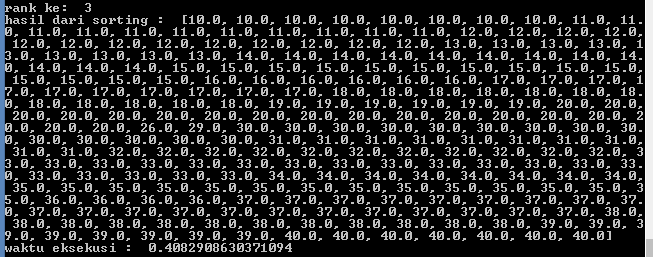 rank ke:  3
hasil dari sorting :  [10.0, 10.0, 10.0, 10.0, 10.0, 10.0, 10.0, 10.0, 11.0, 11.
0, 11.0, 11.0, 11.0, 11.0, 11.0, 11.0, 11.0, 11.0, 12.0, 12.0, 12.0, 12.0, 12.0,
 12.0, 12.0, 12.0, 12.0, 12.0, 12.0, 12.0, 12.0, 12.0, 13.0, 13.0, 13.0, 13.0, 1
3.0, 13.0, 13.0, 13.0, 13.0, 14.0, 14.0, 14.0, 14.0, 14.0, 14.0, 14.0, 14.0, 14.
0, 14.0, 14.0, 14.0, 15.0, 15.0, 15.0, 15.0, 15.0, 15.0, 15.0, 15.0, 15.0, 15.0,
 15.0, 15.0, 15.0, 15.0, 16.0, 16.0, 16.0, 16.0, 16.0, 16.0, 17.0, 17.0, 17.0, 1
7.0, 17.0, 17.0, 17.0, 17.0, 17.0, 17.0, 18.0, 18.0, 18.0, 18.0, 18.0, 18.0, 18.
0, 18.0, 18.0, 18.0, 18.0, 18.0, 19.0, 19.0, 19.0, 19.0, 19.0, 19.0, 20.0, 20.0,
 20.0, 20.0, 20.0, 20.0, 20.0, 20.0, 20.0, 20.0, 20.0, 20.0, 20.0, 20.0, 20.0, 2
0.0, 20.0, 20.0, 26.0, 29.0, 30.0, 30.0, 30.0, 30.0, 30.0, 30.0, 30.0, 30.0, 30.
0, 30.0, 30.0, 30.0, 30.0, 30.0, 31.0, 31.0, 31.0, 31.0, 31.0, 31.0, 31.0, 31.0,
 31.0, 31.0, 32.0, 32.0, 32.0, 32.0, 32.0, 32.0, 32.0, 32.0, 32.0, 32.0, 32.0, 3
3.0, 33.0, 33.0, 33.0, 33.0, 33.0, 33.0, 33.0, 33.0, 33.0, 33.0, 33.0, 33.0, 33.
0, 33.0, 33.0, 33.0, 33.0, 33.0, 34.0, 34.0, 34.0, 34.0, 34.0, 34.0, 34.0, 34.0,
 35.0, 35.0, 35.0, 35.0, 35.0, 35.0, 35.0, 35.0, 35.0, 35.0, 35.0, 35.0, 35.0, 3
5.0, 36.0, 36.0, 36.0, 36.0, 37.0, 37.0, 37.0, 37.0, 37.0, 37.0, 37.0, 37.0, 37.
0, 37.0, 37.0, 37.0, 37.0, 37.0, 37.0, 37.0, 37.0, 37.0, 37.0, 37.0, 37.0, 38.0,
 38.0, 38.0, 38.0, 38.0, 38.0, 38.0, 38.0, 38.0, 38.0, 38.0, 38.0, 39.0, 39.0, 3
9.0, 39.0, 39.0, 39.0, 39.0, 39.0, 40.0, 40.0, 40.0, 40.0, 40.0, 40.0, 40.0]
waktu eksekusi :  0.4082908630371094